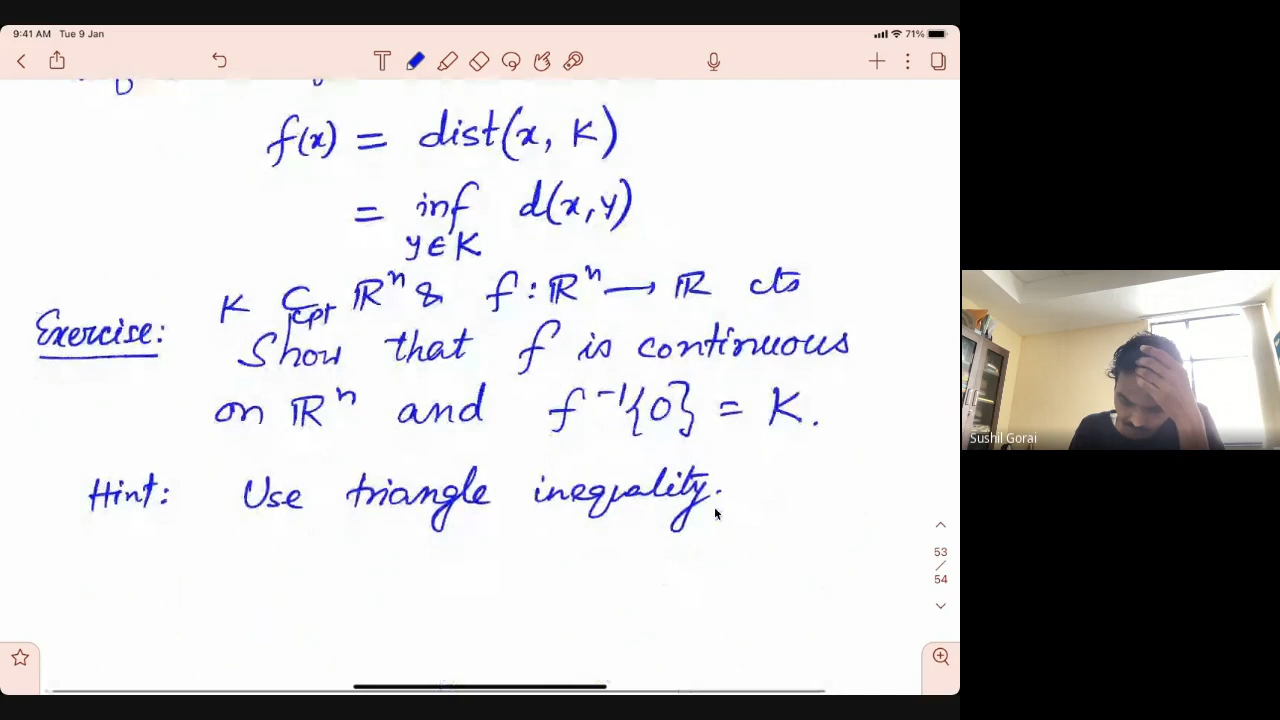 9:41 AM Tue 9 Jan
71%
T
f(x) = dist(x, K)
= inf d(x,y)
y∈K
K ⊂ ℝⁿ & f : ℝⁿ → ℝ cts
cpt
Exercise:
Show that f is continuous
on ℝⁿ and f⁻¹{0} = K.
Hint: Use triangle inequality.
53
/
54
Sushil Gorai